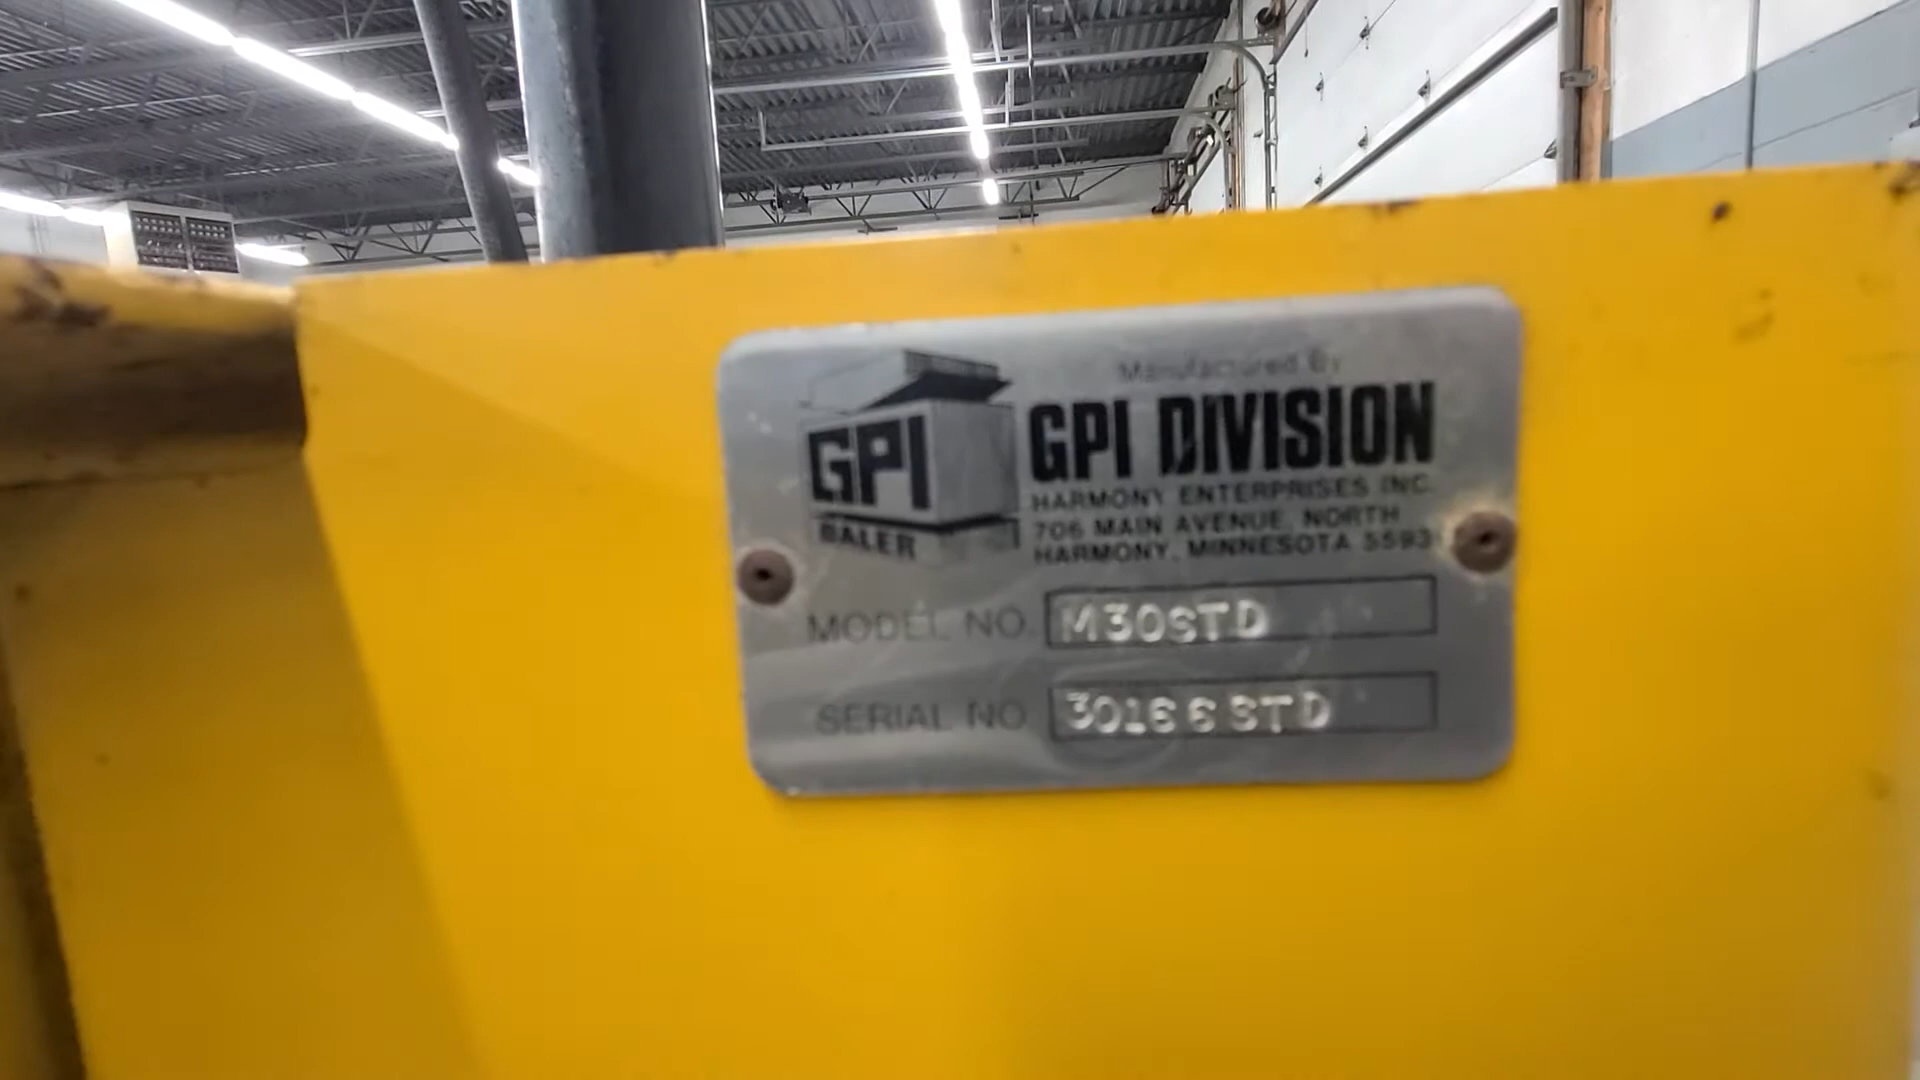 Manufactured By
GPI DIVISION
GPI
BALER
HARMONY ENTERPRISES INC.
706 MAIN AVENUE, NORTH
HARMONY, MINNESOTA
MODEL NO. M30STD
SERIAL NO 30166STD